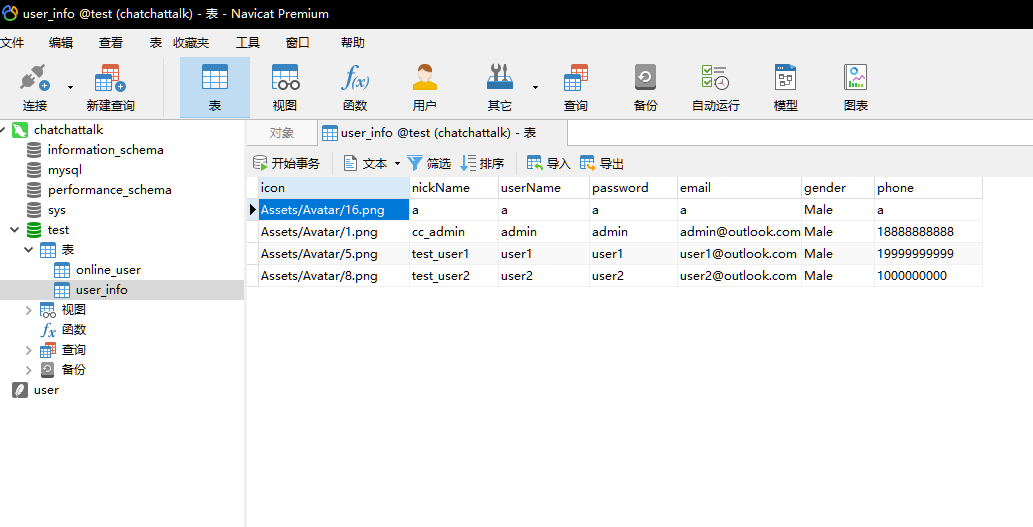 user_info @test (chatchattalk) - 表 - Navicat Premium
文件 编辑 查看 表 收藏夹 工具 窗口 帮助
连接 新建查询 表 视图 函数 用户 其它 查询 备份 自动运行 模型 图表
chatchattalk
information_schema
mysql
performance_schema
sys
test
表
online_user
user_info
视图
函数
查询
备份
user
对象 user_info @test (chatchattalk) - 表
开始事务 文本 筛选 排序 导入 导出
icon nickName userName password email gender phone
Assets/Avatar/16.png a a a a Male a
Assets/Avatar/1.png cc_admin admin admin admin@outlook.com Male 18888888888
Assets/Avatar/5.png test_user1 user1 user1 user1@outlook.com Male 19999999999
Assets/Avatar/8.png test_user2 user2 user2 user2@outlook.com Male 1000000000